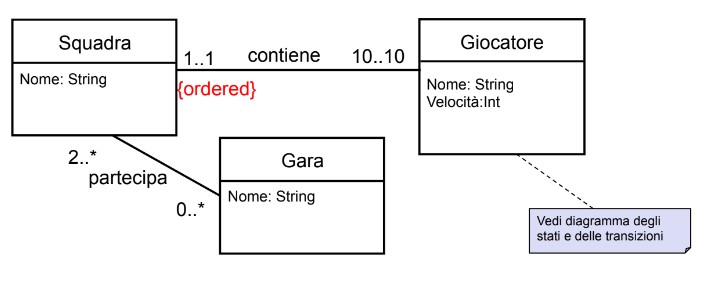 Squadra
Nome: String
1..1
contiene
10..10
{ordered}
Giocatore
Nome: String
Velocità:Int
2..*
partecipa
0..*
Gara
Nome: String
Vedi diagramma degli
stati e delle transizioni